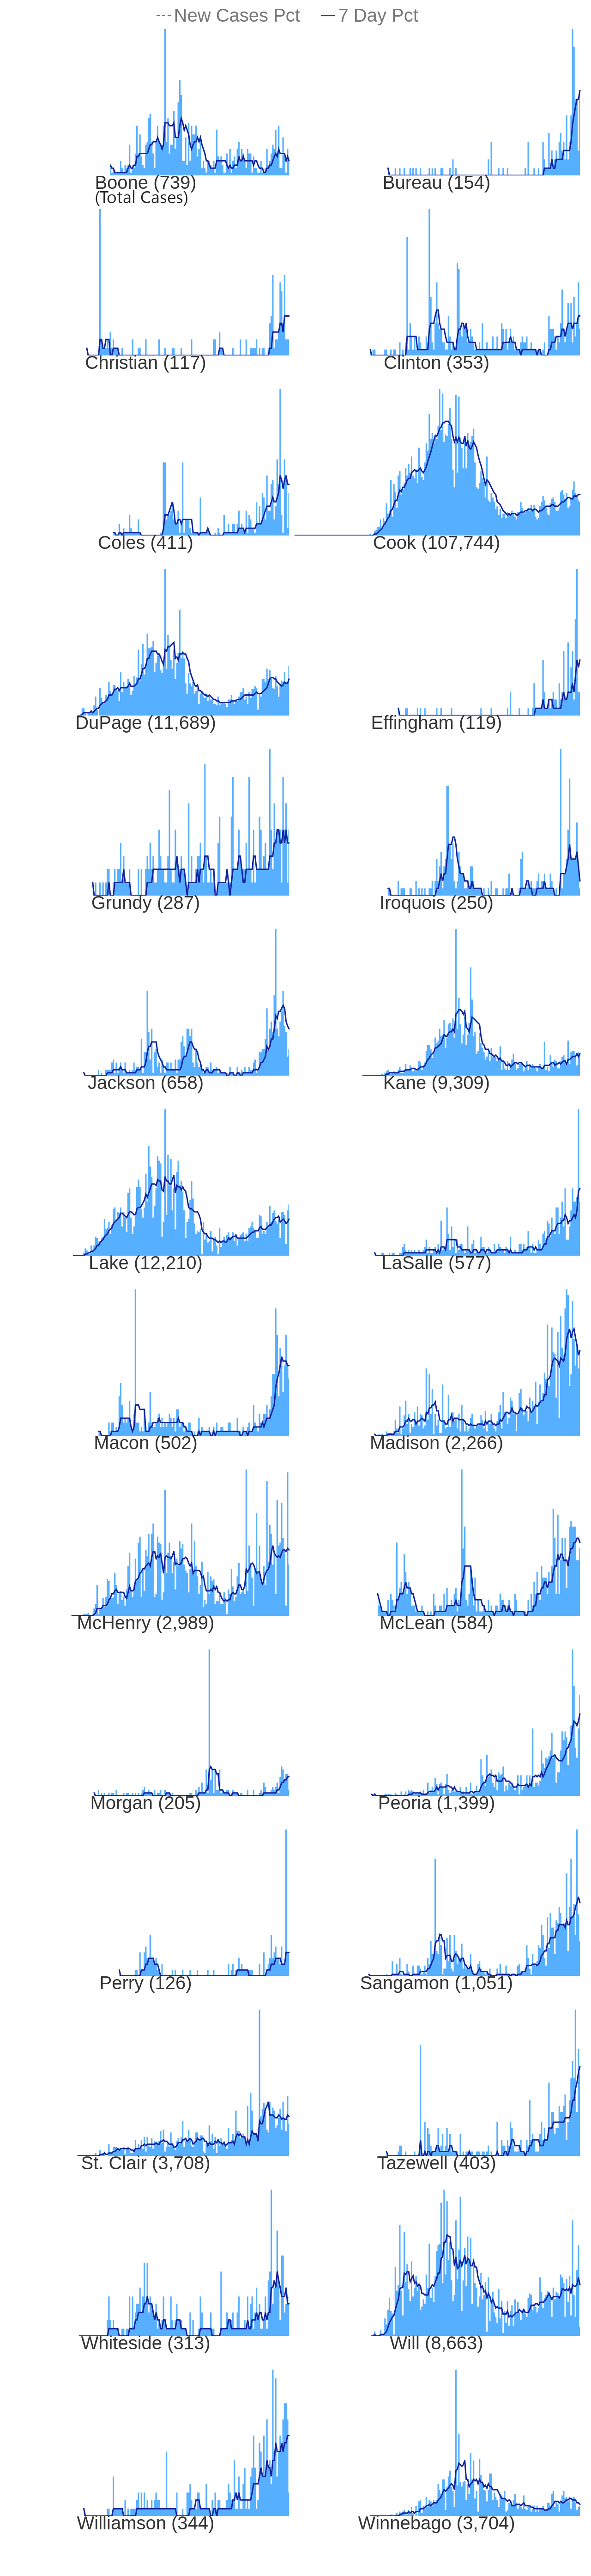 New Cases Pct 7 Day Pct
Boone (739) Bureau (154)
(Total Cases)
Christian (117) Clinton (353)
Coles (411) Cook (107,744)
DuPage (11,689) Effingham (119)
Grundy (287) Iroquois (250)
Jackson (658) Kane (9,309)
Lake (12,210) LaSalle (577)
Macon (502) Madison (2,266)
McHenry (2,989) McLean (584)
Morgan (205) Peoria (1,399)
Perry (126) Sangamon (1,051)
St. Clair (3,708) Tazewell (403)
Whiteside (313) Will (8,663)
Williamson (344) Winnebago (3,704)